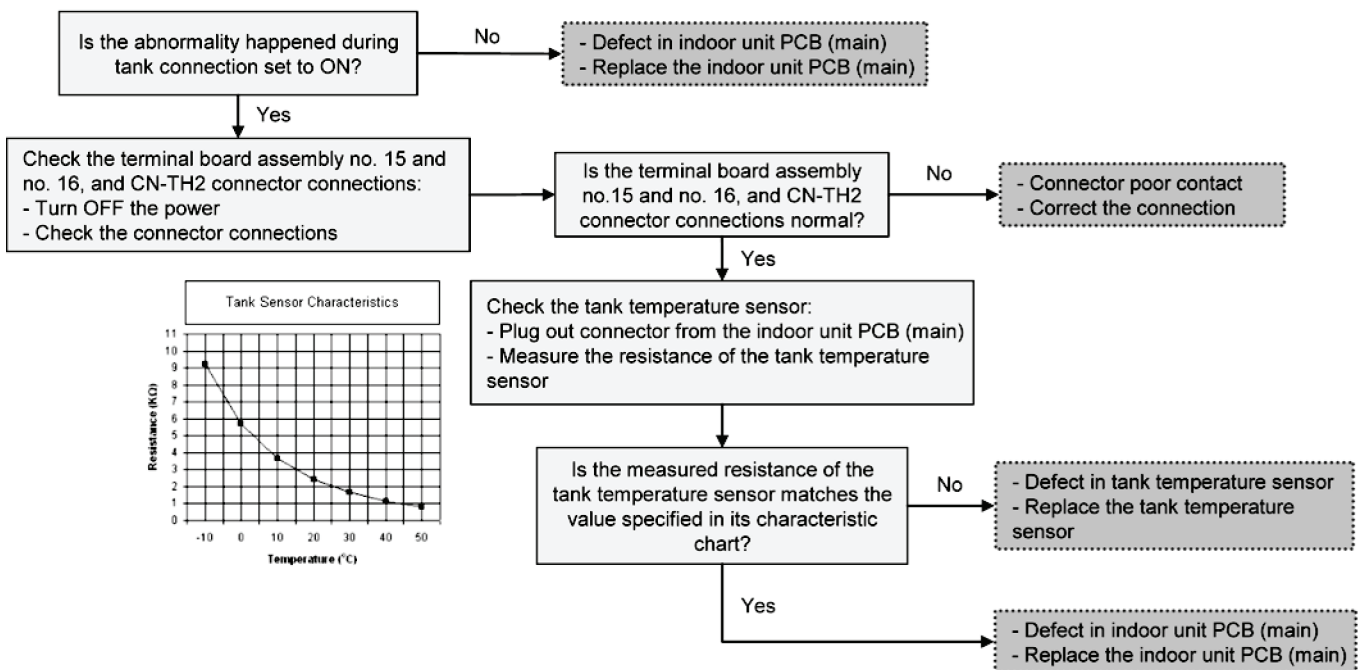 Is the abnormality happened during
tank connection set to ON?
No
- Defect in indoor unit PCB (main)
- Replace the indoor unit PCB (main)
Yes
Check the terminal board assembly no. 15 and
no. 16, and CN-TH2 connector connections:
- Turn OFF the power
- Check the connector connections
Is the terminal board assembly
no.15 and no. 16, and CN-TH2
connector connections normal?
No
- Connector poor contact
- Correct the connection
Yes
Tank Sensor Characteristics
11
10
9
8
7
6
5
4
3
2
1
0
Resistance (KΩ)
-10 0 10 20 30 40 50
Temperature (°C)
Check the tank temperature sensor:
- Plug out connector from the indoor unit PCB (main)
- Measure the resistance of the tank temperature
sensor
Is the measured resistance of the
tank temperature sensor matches the
value specified in its characteristic
chart?
No
- Defect in tank temperature sensor
- Replace the tank temperature
sensor
Yes
- Defect in indoor unit PCB (main)
- Replace the indoor unit PCB (main)